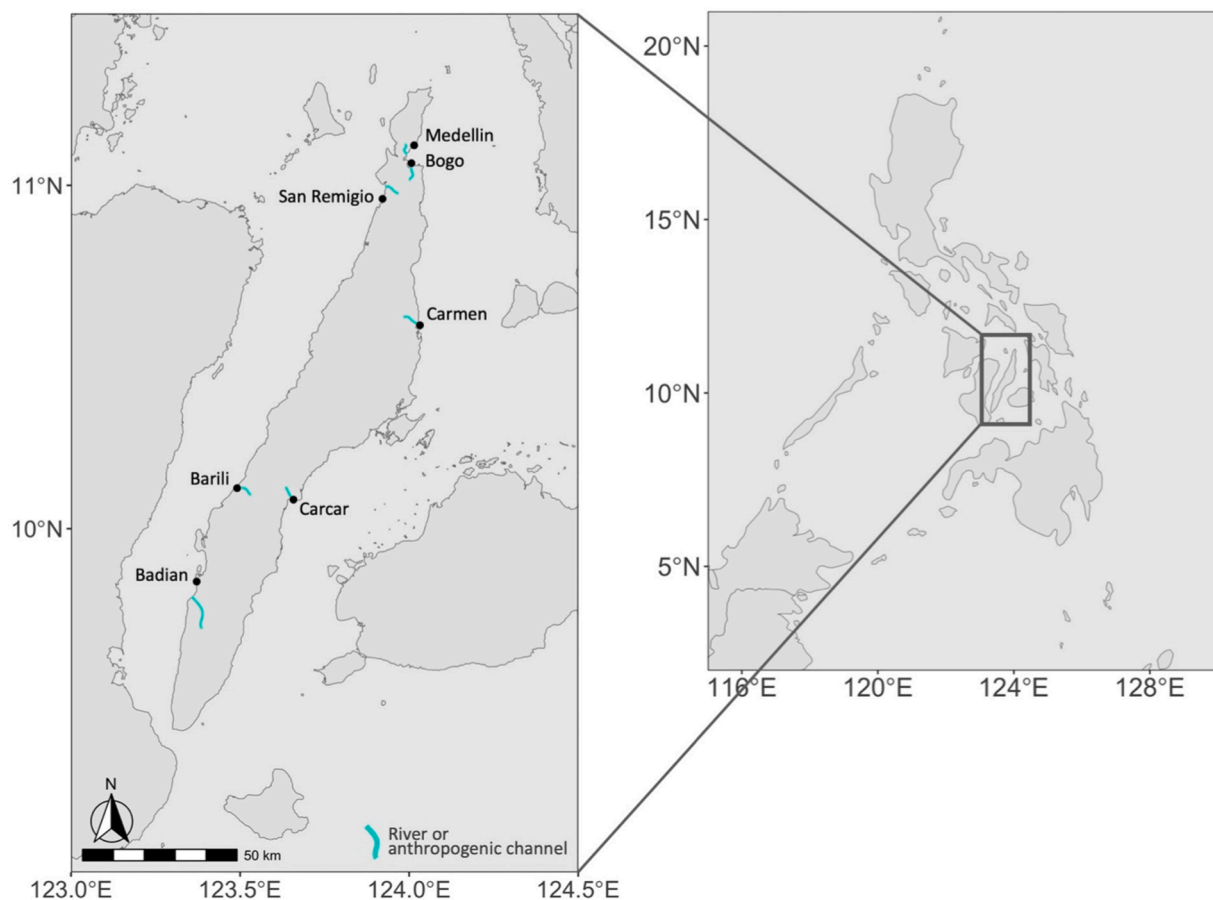 20°N
Medellin
Bogo
11°N
San Remigio
15°N
Carmen
10°N
Barili
Carcar
10°N
Badian
5°N
116°E
120°E
124°E
128°E
N
River or
anthropogenic channel
50 km
123.0°E
123.5°E
124.0°E
124.5°E